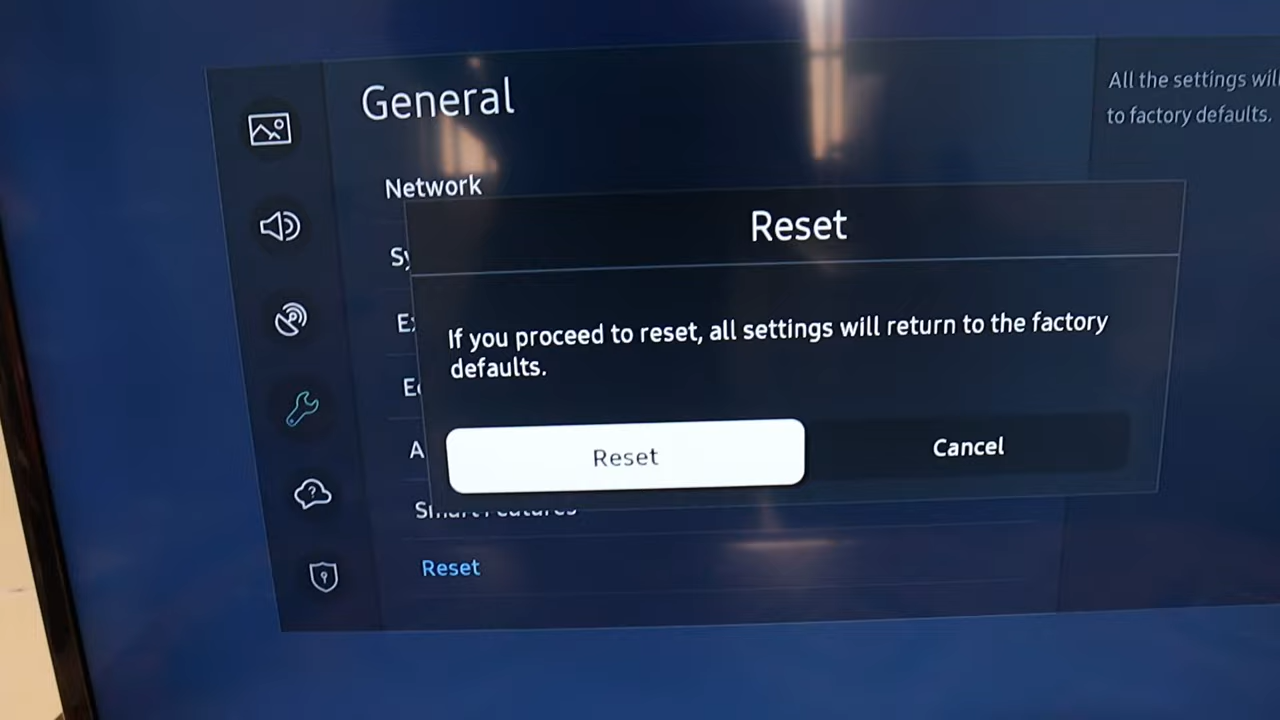 General
All the settings will
to factory defaults.
Network
Reset
If you proceed to reset, all settings will return to the factory
defaults.
Reset
Cancel
Reset